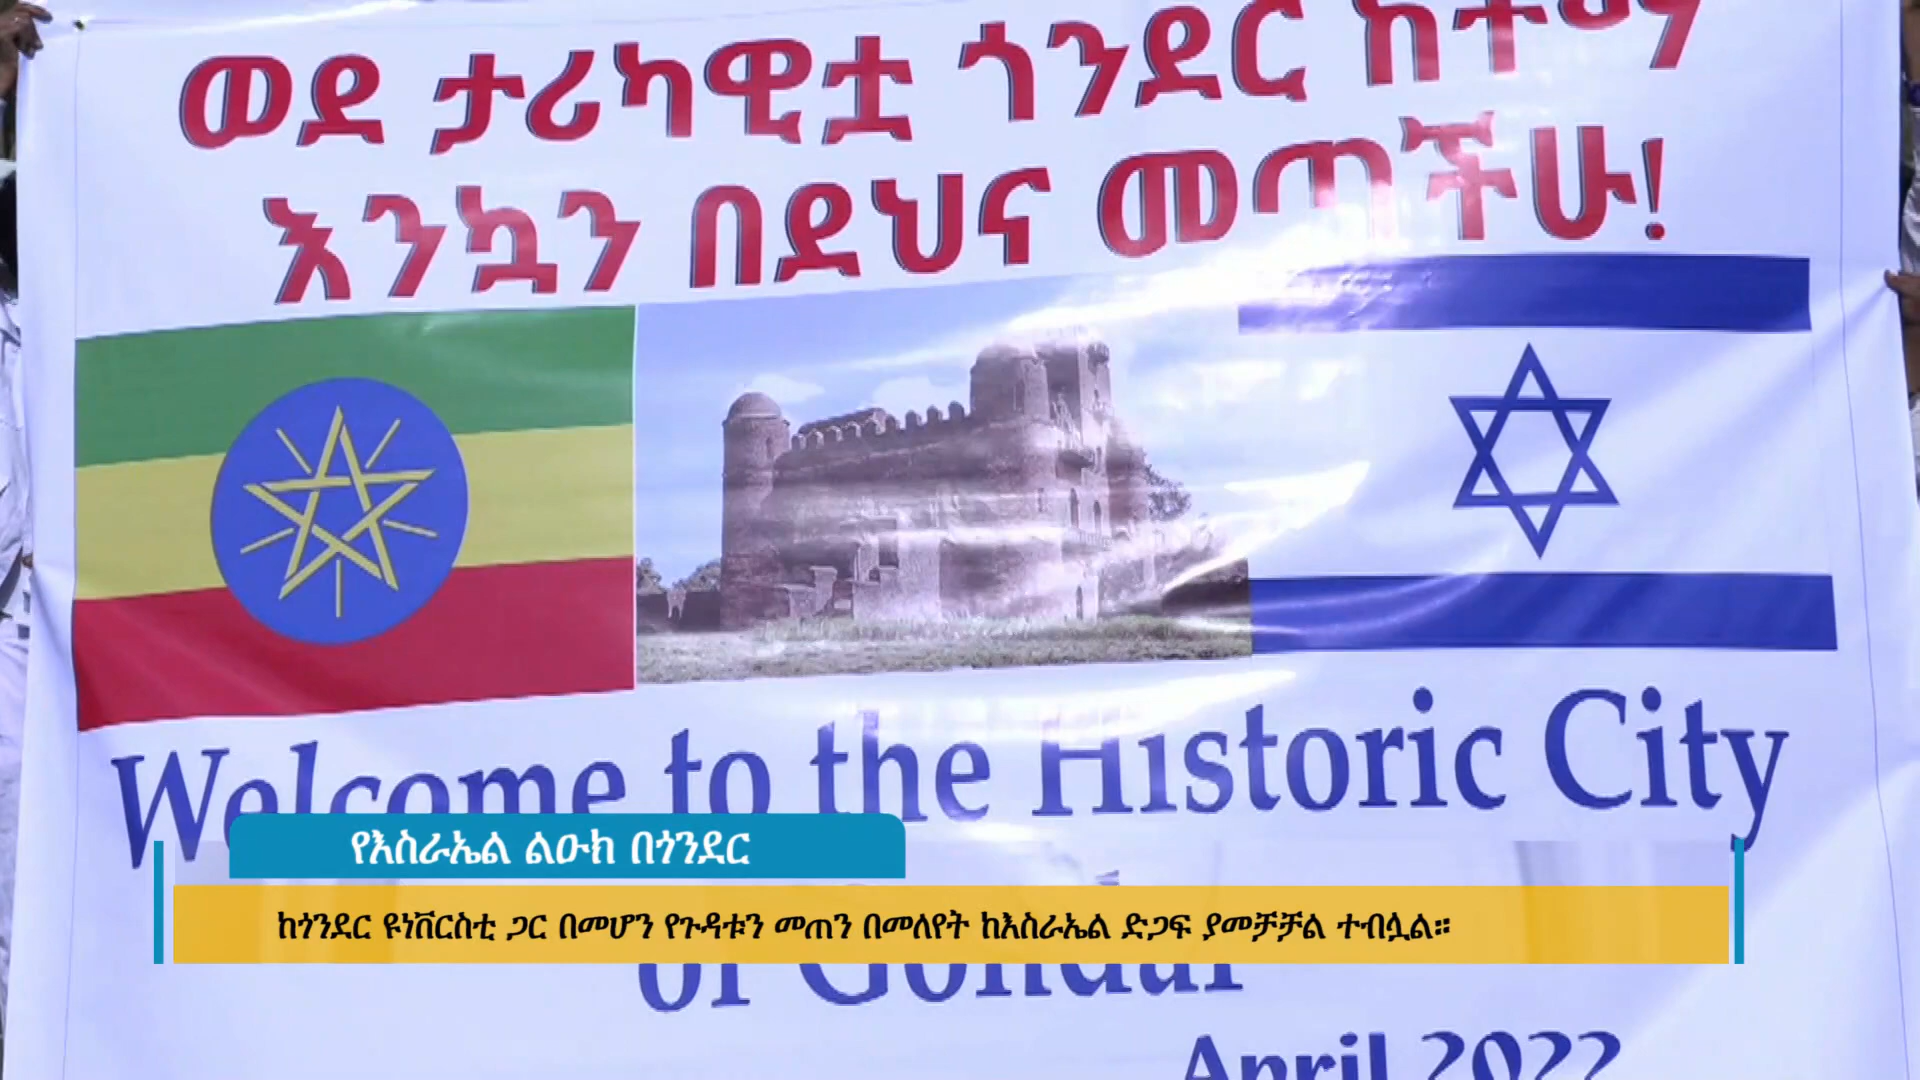 ወደ ታሪካዊቷ ጎንደር ከተማ
እንኳን በደህና መጣችሁ!
Welcome to the Historic City
of Gondar
April 2022
የእስራኤል ልዑክ በጎንደር
ከጎንደር ዩነቨርስቲ ጋር በመሆን የጉዳቱን መጠን በመለየት ከእስራኤል ድጋፍ ያመቻቻል ተብሏል።